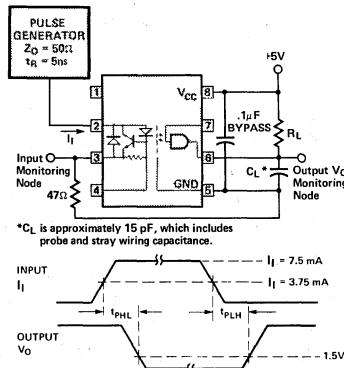 PULSE
GENERATOR
Z_O = 50Ω
t_R = 5ns
+5V
1
V_CC
8
.1μF
BYPASS
R_L
2
7
I_I
Input
Monitoring
Node
3
6
C_L *
Output V_O
Monitoring
Node
47Ω
4
GND
5
*C_L is approximately 15 pF, which includes
probe and stray wiring capacitance.
INPUT
I_I
I_I = 7.5 mA
I_I = 3.75 mA
t_PHL
t_PLH
OUTPUT
V_O
1.5V